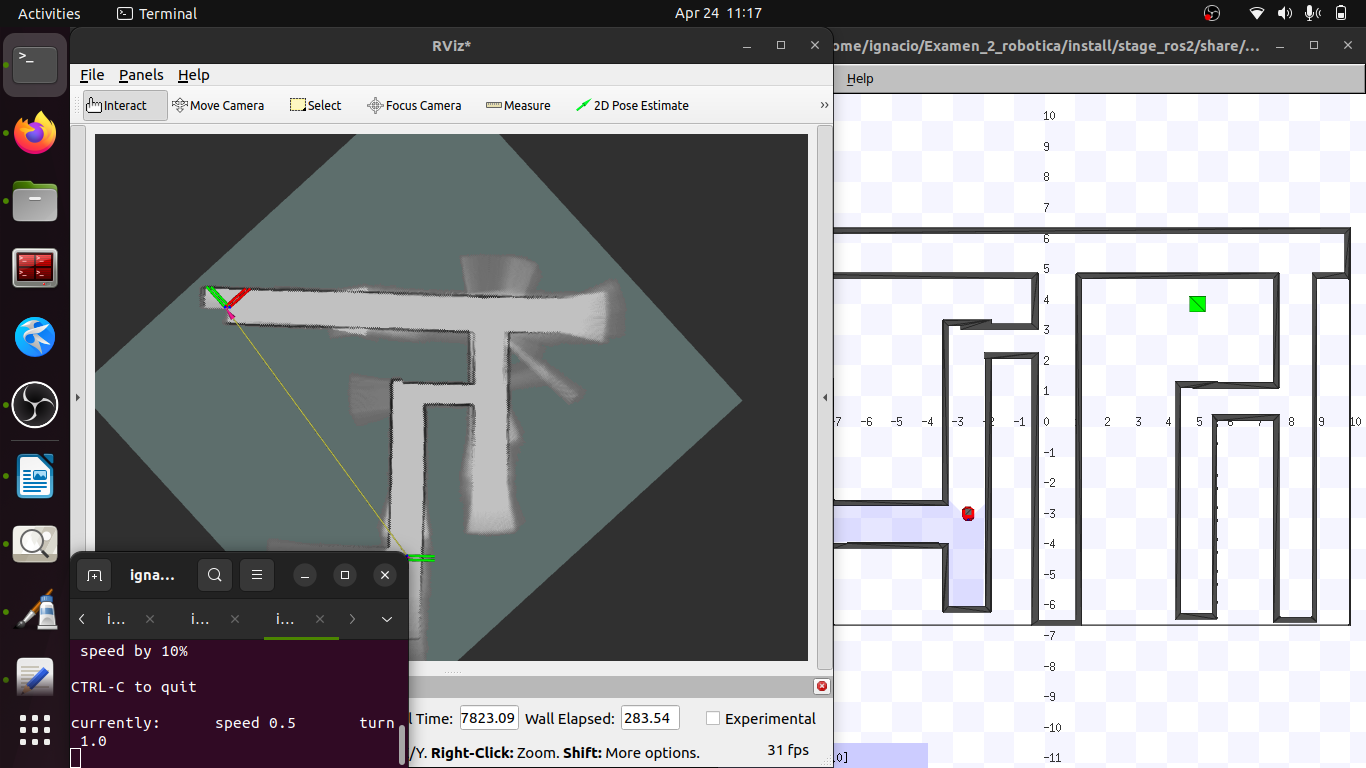 Activities
Terminal
Apr 24 11:17
RViz*
File Panels Help
Interact
Move Camera
Select
Focus Camera
Measure
2D Pose Estimate
»
igna...
i...
i...
i...
speed by 10%
CTRL-C to quit
currently: speed 0.5 turn
1.0
l Time: 7823.09 Wall Elapsed: 283.54 Experimental
/Y. Right-Click: Zoom. Shift: More options. 31 fps
ome/ignacio/Examen_2_robotica/install/stage_ros2/share/...
Help
10
9
8
7
6
5
4
3
2
1
-7 -6 -5 -4 -3 -2 -1 0 1 2 3 4 5 6 7 8 9 10
-1
-2
-3
-4
-5
-6
-7
-8
-9
-10
-11
0]